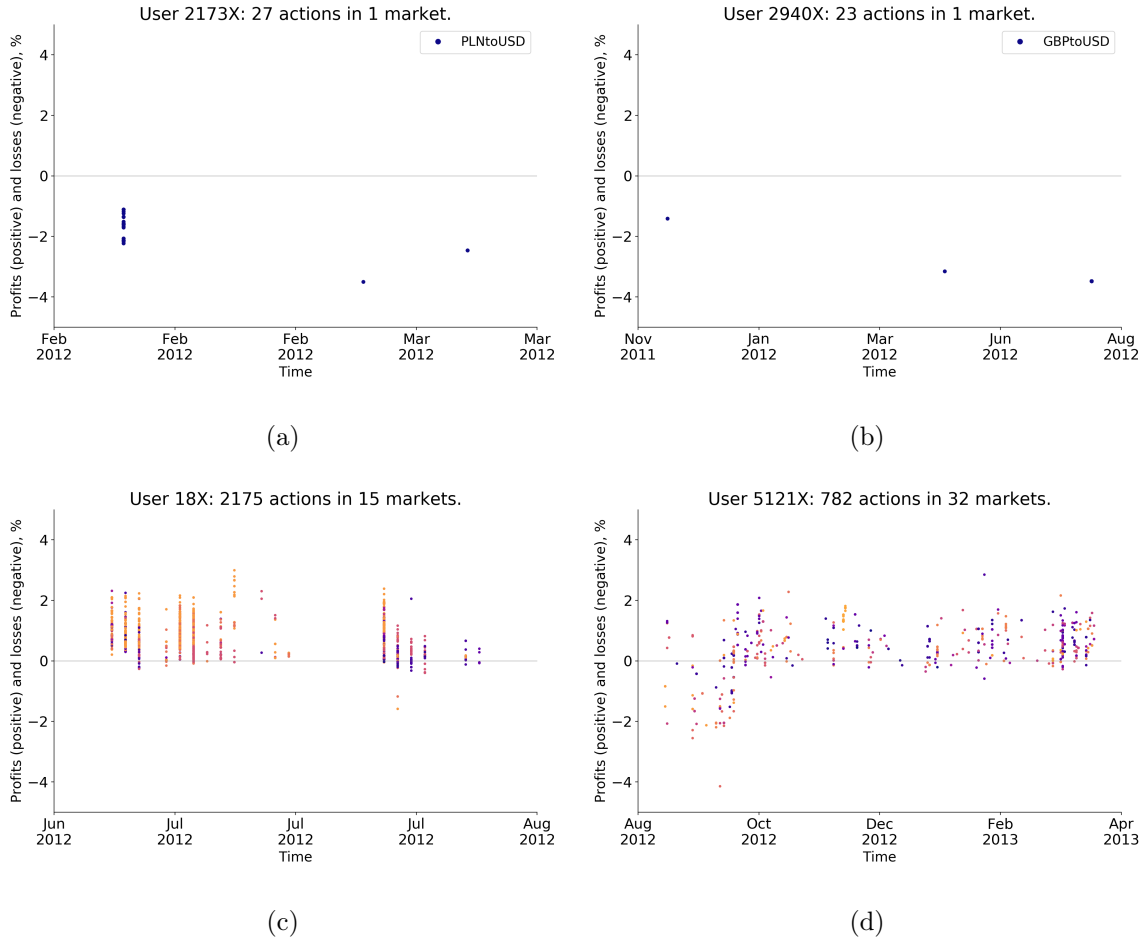 User 2173X: 27 actions in 1 market.
PLNtoUSD
Profits (positive) and losses (negative), %
4
2
0
−2
−4
Feb
2012
Feb
2012
Feb
2012
Mar
2012
Mar
2012
Time
(a)
User 2940X: 23 actions in 1 market.
GBPtoUSD
Profits (positive) and losses (negative), %
4
2
0
−2
−4
Nov
2011
Jan
2012
Mar
2012
Jun
2012
Aug
2012
Time
(b)
User 18X: 2175 actions in 15 markets.
Profits (positive) and losses (negative), %
4
2
0
−2
−4
Jun
2012
Jul
2012
Jul
2012
Jul
2012
Aug
2012
Time
(c)
User 5121X: 782 actions in 32 markets.
Profits (positive) and losses (negative), %
4
2
0
−2
−4
Aug
2012
Oct
2012
Dec
2012
Feb
2013
Apr
2013
Time
(d)